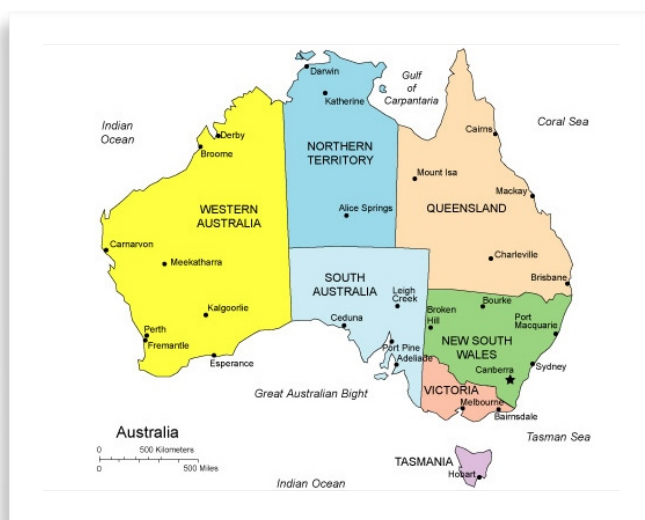 Darwin
Katherine
Gulf
of
Carpantaria
Indian
Ocean
Coral Sea
Derby
Broome
Cairns
NORTHERN
TERRITORY
Mount Isa
Mackay
WESTERN
AUSTRALIA
Alice Springs
QUEENSLAND
Carnarvon
Meekatharra
Charleville
Brisbane
SOUTH
AUSTRALIA
Leigh
Creek
Kalgoorlie
Ceduna
Broken
Hill
Bourke
Port
Macquarie
Perth
Fremantle
Port Pine
Adeliade
NEW SOUTH
WALES
Esperance
Canberra
Sydney
Great Australian Bight
VICTORIA
Melbourne
Bairnsdale
Tasman Sea
Australia
0 500 Kilometers
0 500 Miles
TASMANIA
Hobart
Indian Ocean